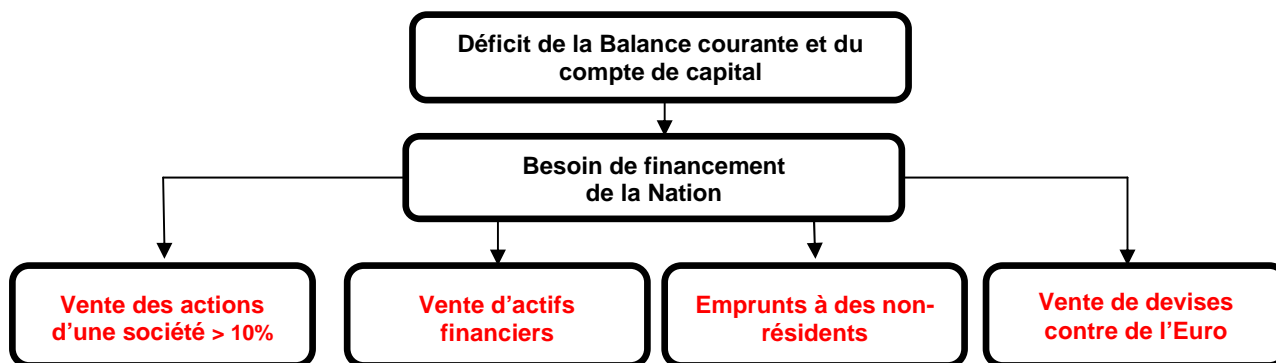 Déficit de la Balance courante et du
compte de capital
Besoin de financement
de la Nation
Vente des actions
d’une société > 10%
Vente d’actifs
financiers
Emprunts à des non-
résidents
Vente de devises
contre de l’Euro